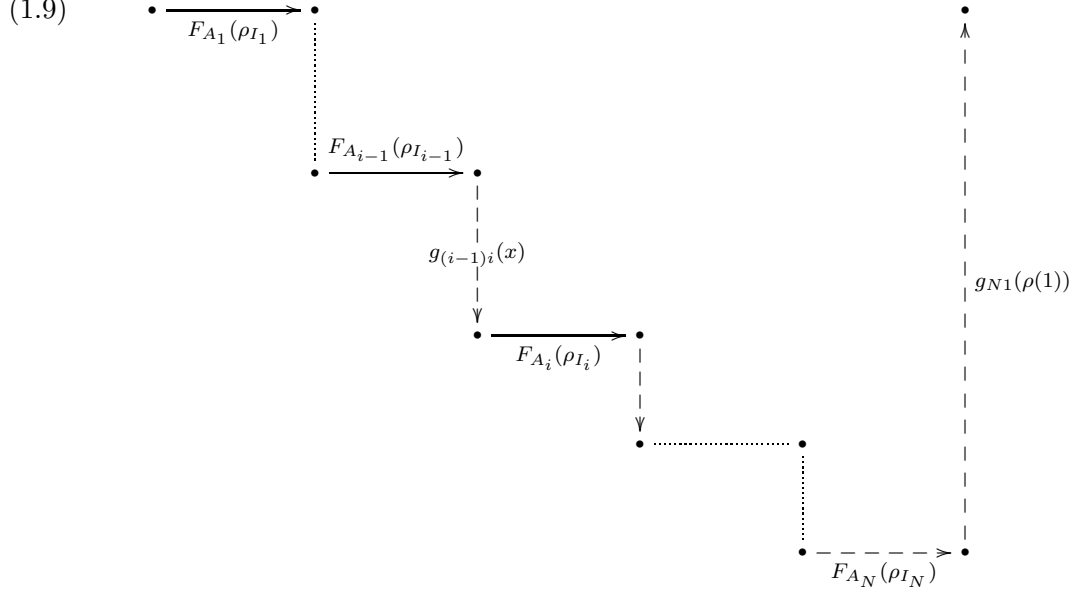 (1.9)
F_{A_1}(ρ_{I_1})
F_{A_{i−1}}(ρ_{I_{i−1}})
g_{(i−1)i}(x)
g_{N1}(ρ(1))
F_{A_i}(ρ_{I_i})
F_{A_N}(ρ_{I_N})